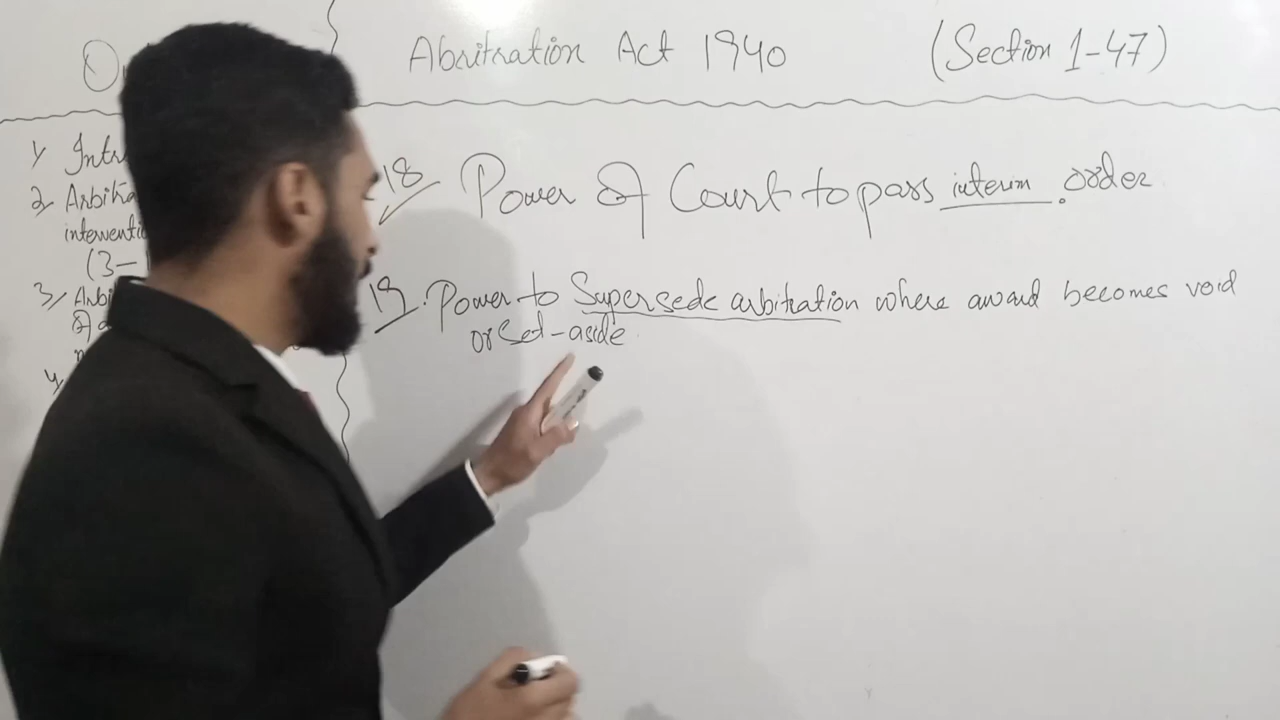 Abritration Act 1940 (Section 1-47)
1/ Intr
2/ Arbitra
interventi
(3-
3/ Arbi
4/
18 Power Of Court to pass interim order
19. Power to Supersede arbitration where award becomes void
or Set-aside.